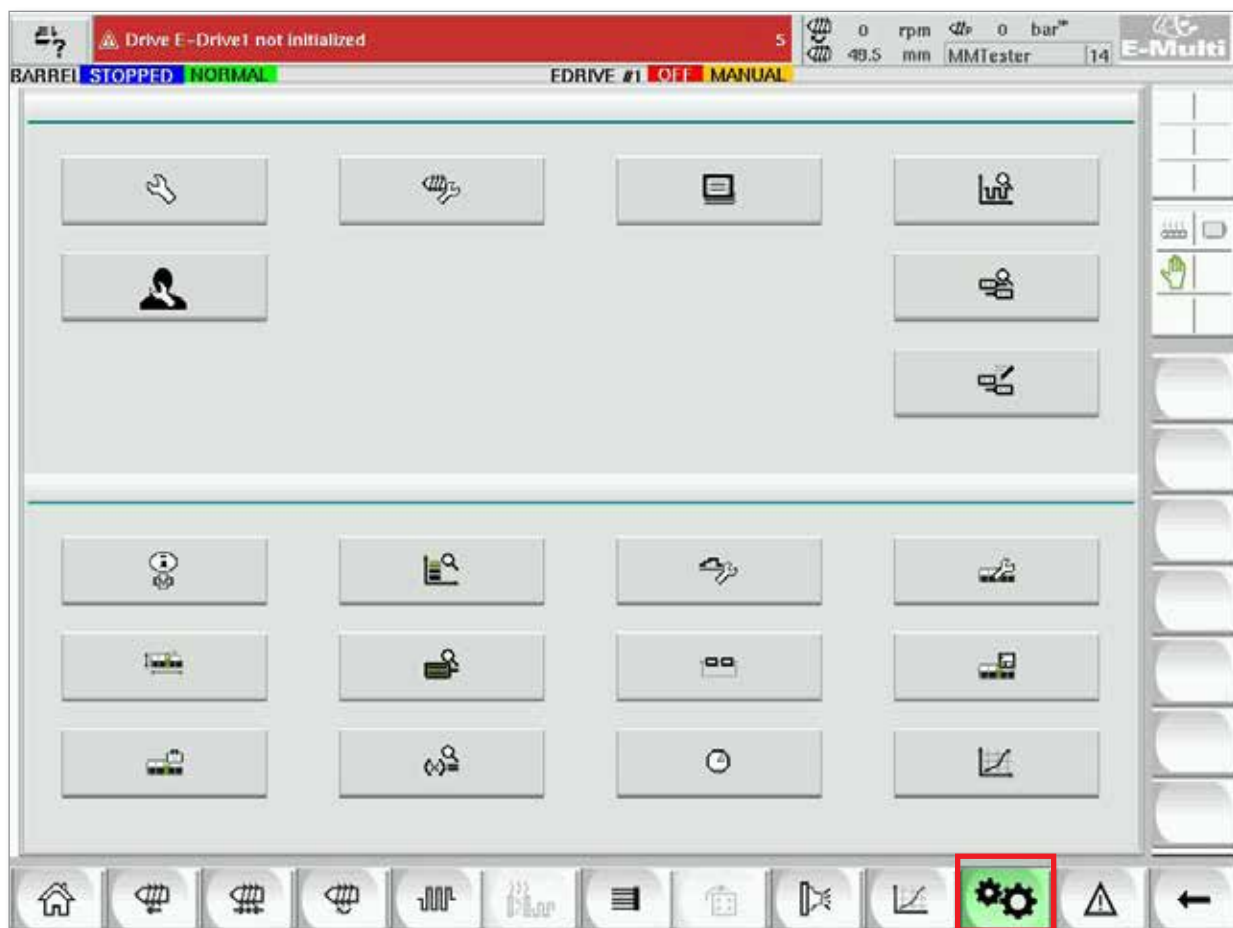 Drive E-Drive1 not initialized 5
0 rpm 0 bar
49.5 mm MMTester 14
E-Multi
BARREL STOPPED NORMAL EDRIVE #1 OFF MANUAL